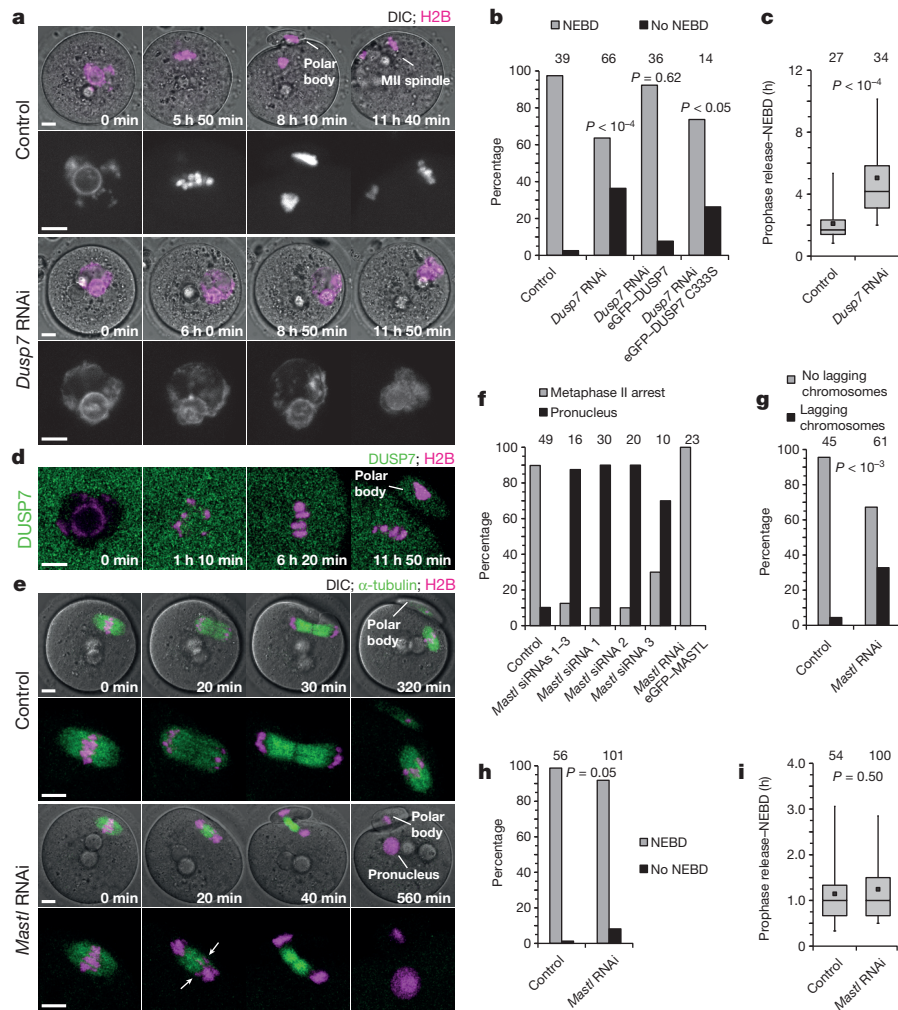 a
DIC; H2B
Control
Polar body
MII spindle
0 min
5 h 50 min
8 h 10 min
11 h 40 min
Dusp7 RNAi
0 min
6 h 0 min
8 h 50 min
11 h 50 min
b
NEBD
No NEBD
39
66
36
14
P = 0.62
P < 0.05
P < 10⁻⁴
Percentage
100
80
60
40
20
0
Control
Dusp7 RNAi
Dusp7 RNAi
eGFP–DUSP7
Dusp7 RNAi
eGFP–DUSP7 C333S
c
27
34
P < 10⁻⁴
Prophase release–NEBD (h)
12
8
4
0
Control
Dusp7 RNAi
d
DUSP7; H2B
DUSP7
Polar
body
0 min
1 h 10 min
6 h 20 min
11 h 50 min
e
DIC; α-tubulin; H2B
Control
Polar
body
0 min
20 min
30 min
320 min
Mastl RNAi
Polar
body
Pronucleus
0 min
20 min
40 min
560 min
f
Metaphase II arrest
Pronucleus
49
16
30
20
10
23
Percentage
100
80
60
40
20
0
Control
Mastl siRNAs 1–3
Mastl siRNA 1
Mastl siRNA 2
Mastl siRNA 3
Mastl RNAi
eGFP–MASTL
g
No lagging
chromosomes
Lagging
chromosomes
45
61
P < 10⁻³
Percentage
100
80
60
40
20
0
Control
Mastl RNAi
h
56
101
P = 0.05
NEBD
No NEBD
Percentage
100
80
60
40
20
0
Control
Mastl RNAi
i
54
100
P = 0.50
Prophase release–NEBD (h)
4.0
3.0
2.0
1.0
0
Control
Mastl RNAi